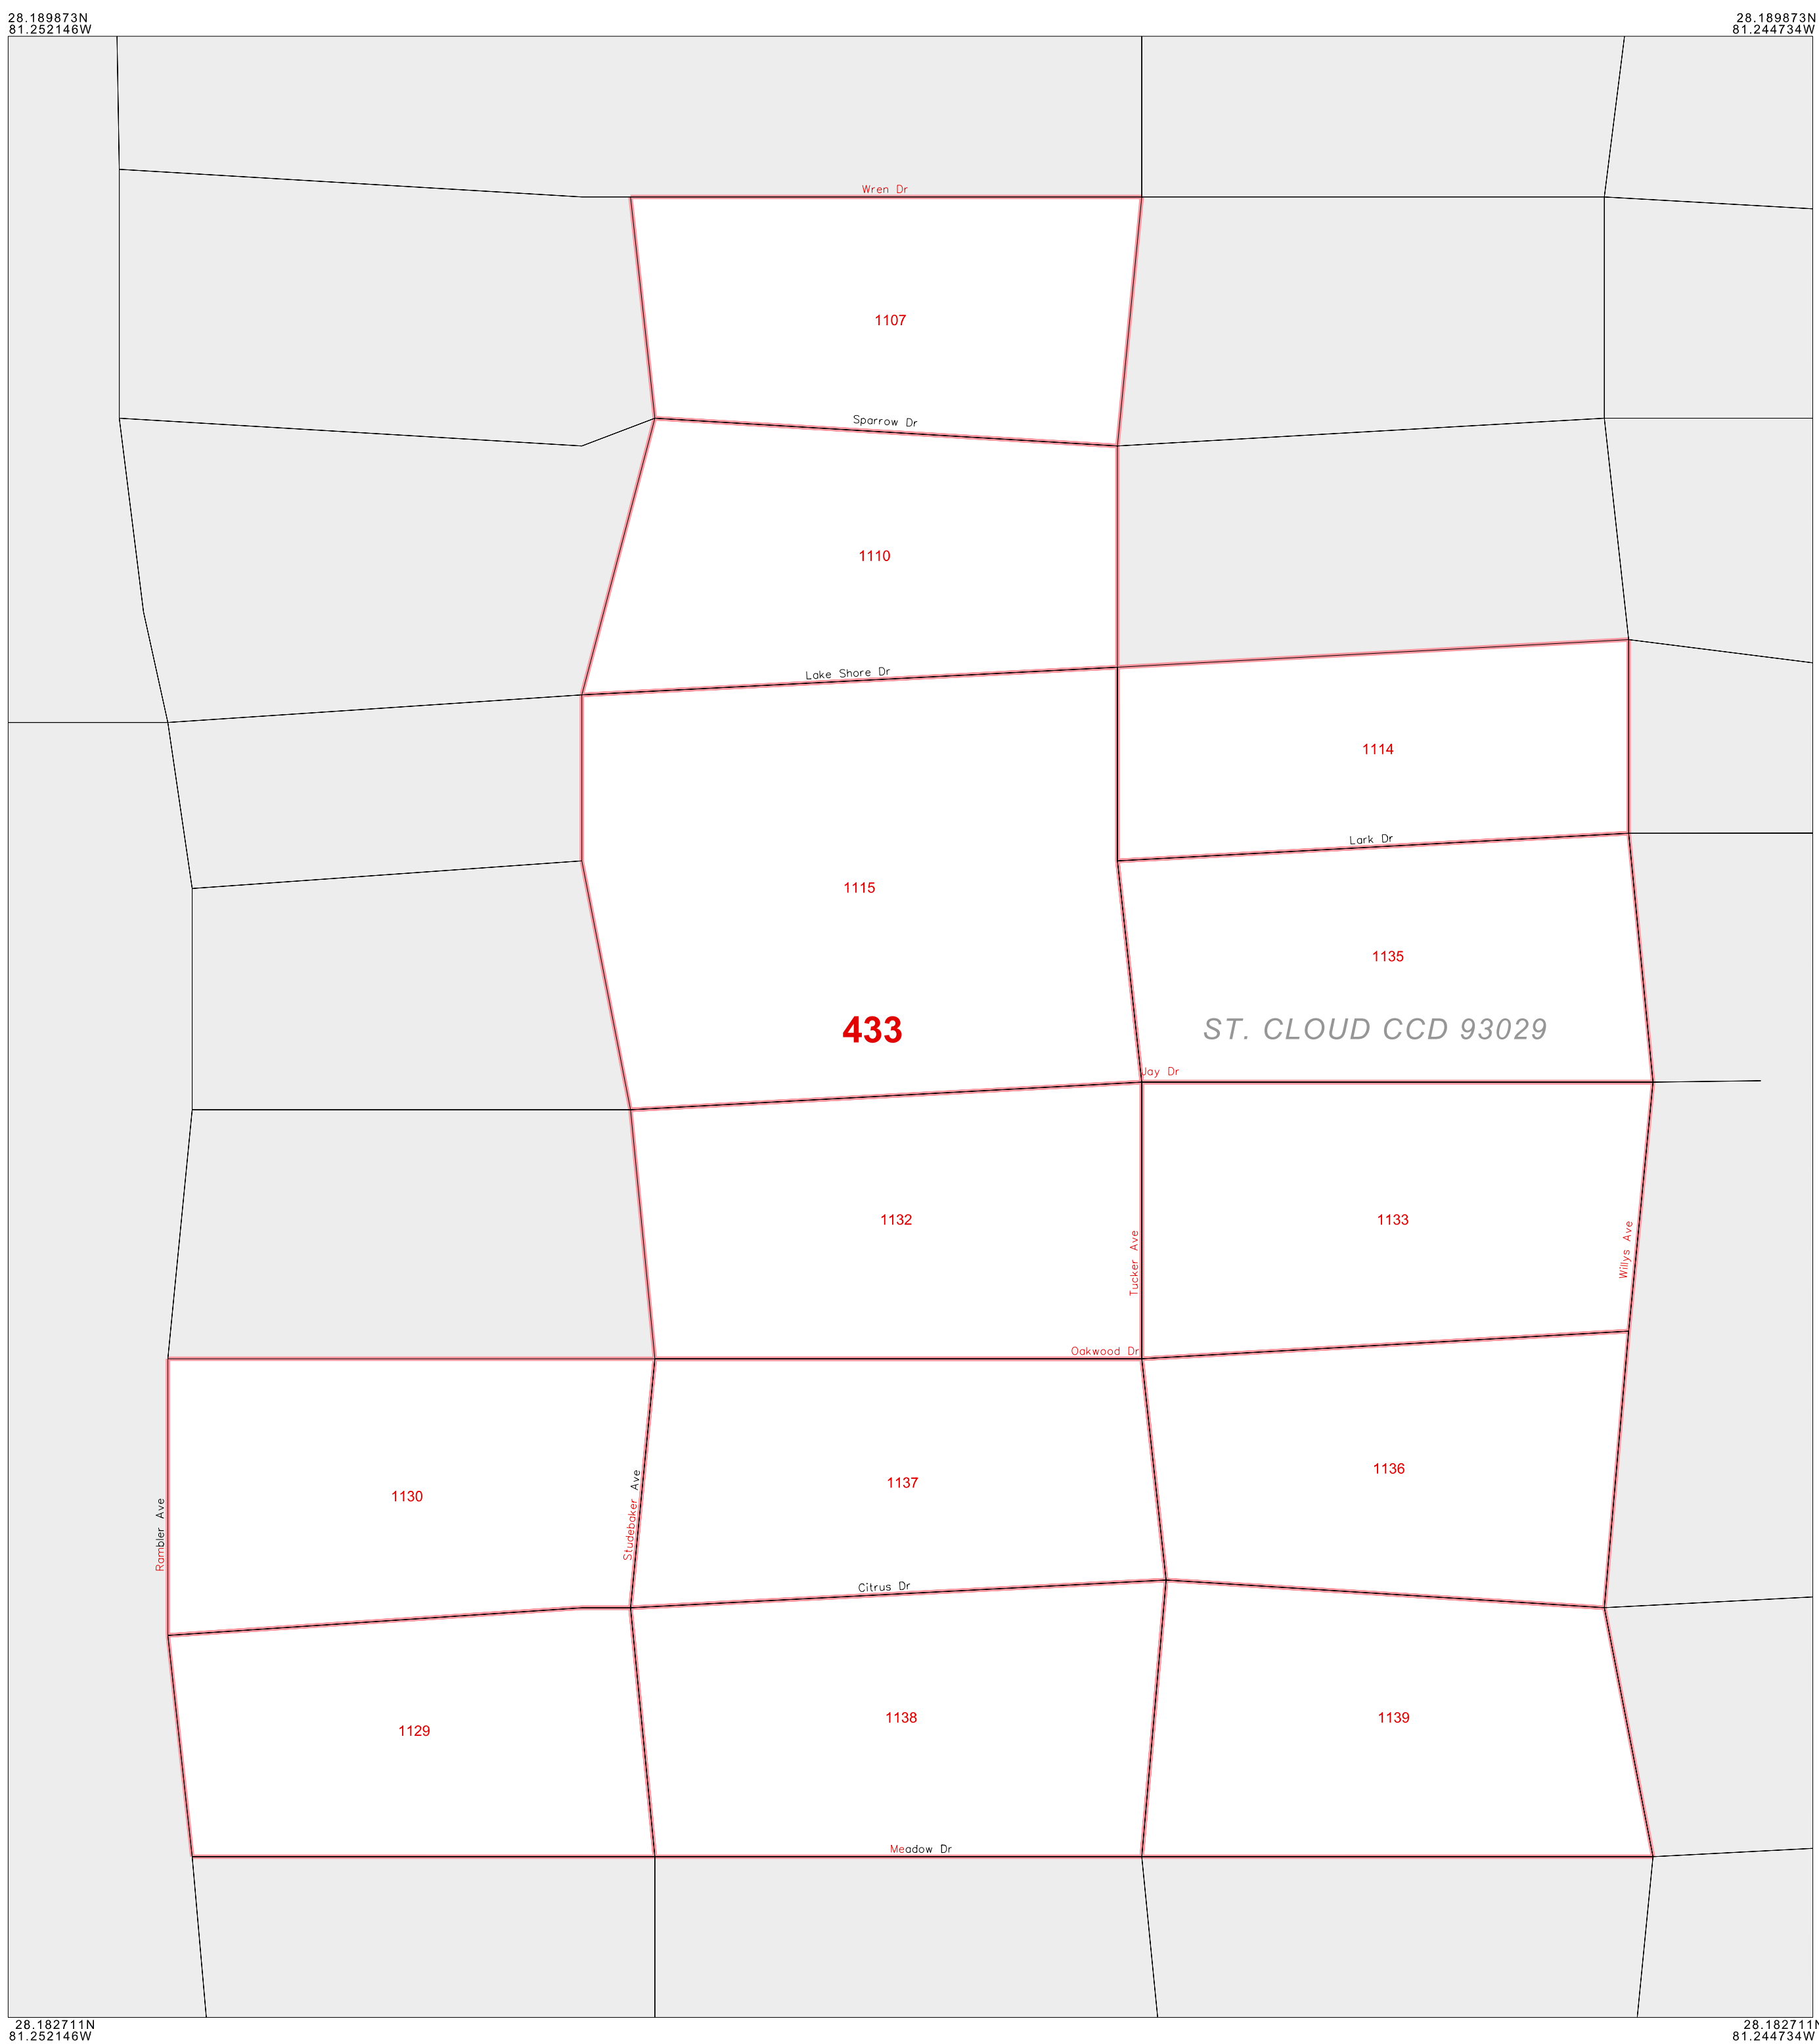 28.189873N
81.252146W
28.189873N
81.244734W
Wren Dr
1107
Sparrow Dr
1110
Lake Shore Dr
1114
Lark Dr
1115
1135
433
ST. CLOUD CCD 93029
Jay Dr
1132
1133
Tucker Ave
Willys Ave
Oakwood Dr
1130
1137
1136
Rambler Ave
Studebaker Ave
Citrus Dr
1129
1138
1139
Meadow Dr
28.182711N
81.252146W
28.182711N
81.244734W